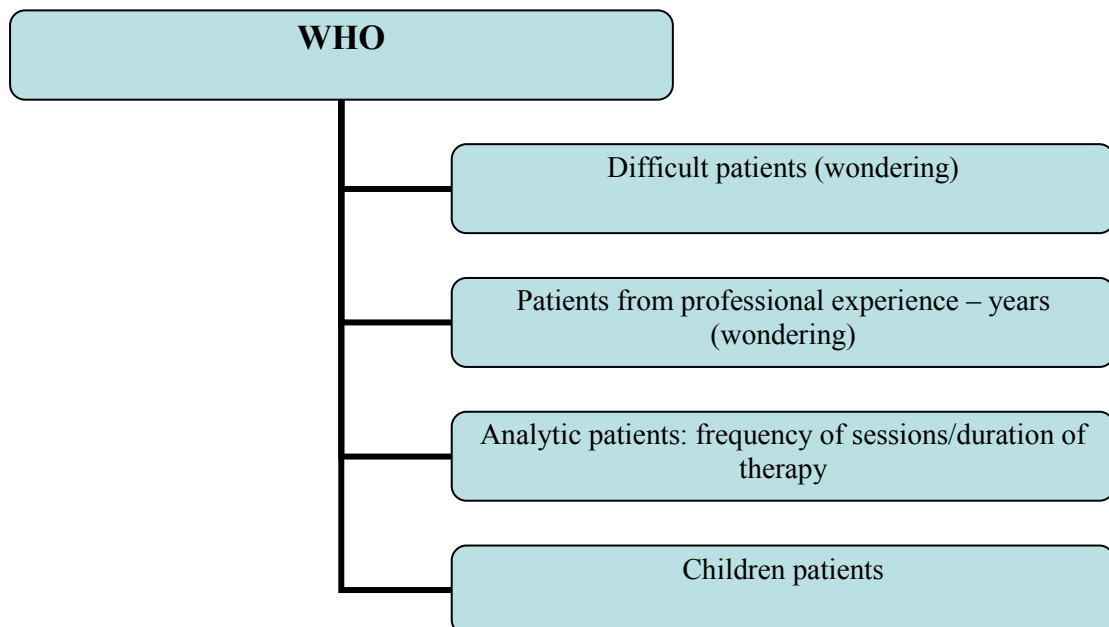 WHO
Difficult patients (wondering)
Patients from professional experience – years
(wondering)
Analytic patients: frequency of sessions/duration of
therapy
Children patients